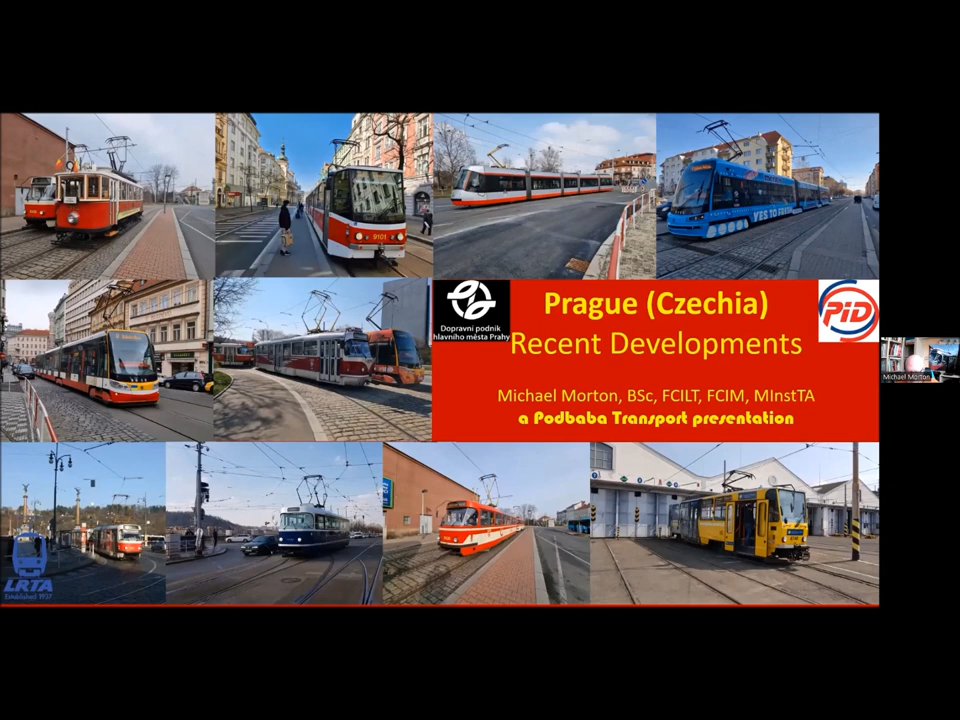 9101
YES TO FRESH
Dopravní podnik
hlavního města Prahy
Prague (Czechia)
Recent Developments
Michael Morton, BSc, FCILT, FCIM, MInstTA
a Podbaba Transport presentation
PiD
Michael Morton
LRTA
Established 1937